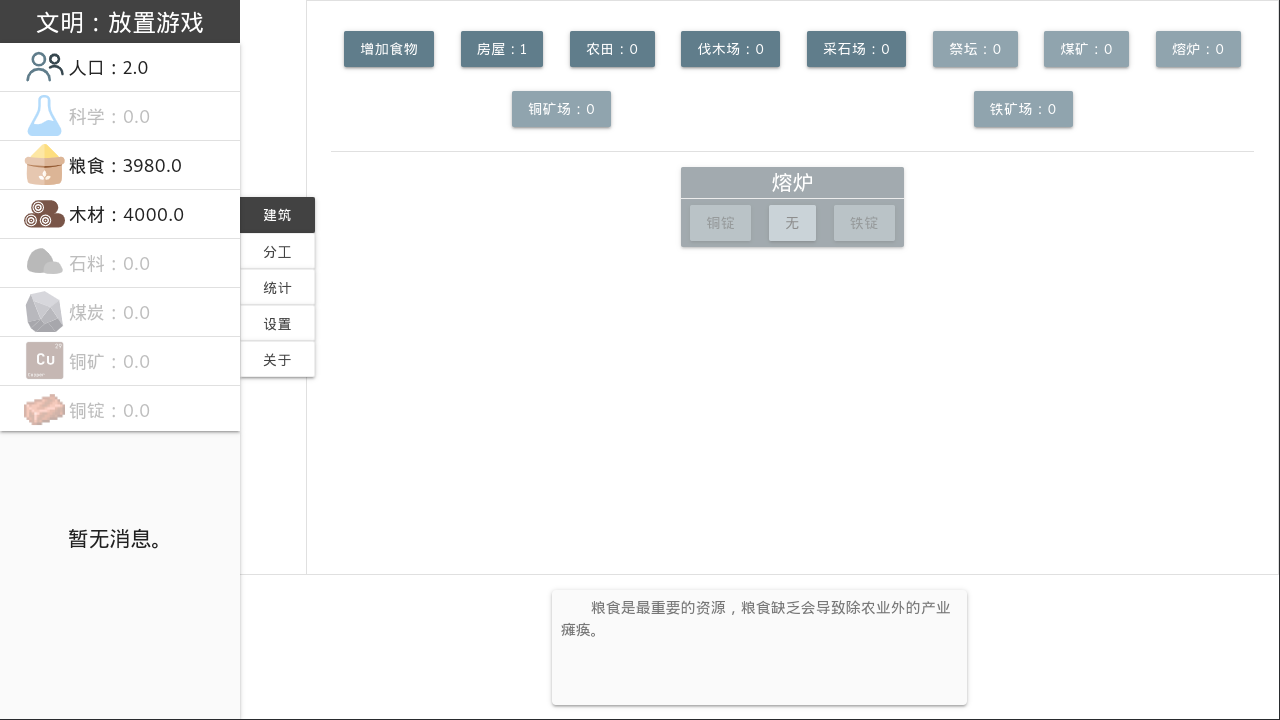 文明：放置游戏
人口：2.0
科学：0.0
粮食：3980.0
木材：4000.0
石料：0.0
煤炭：0.0
Cu
铜矿：0.0
铜锭：0.0
暂无消息。
建筑
分工
统计
设置
关于
增加食物 房屋：1 农田：0 伐木场：0 采石场：0 祭坛：0 煤矿：0 熔炉：0
铜矿场：0 铁矿场：0
熔炉
铜锭 无 铁锭
粮食是最重要的资源，粮食缺乏会导致除农业外的产业
瘫痪。